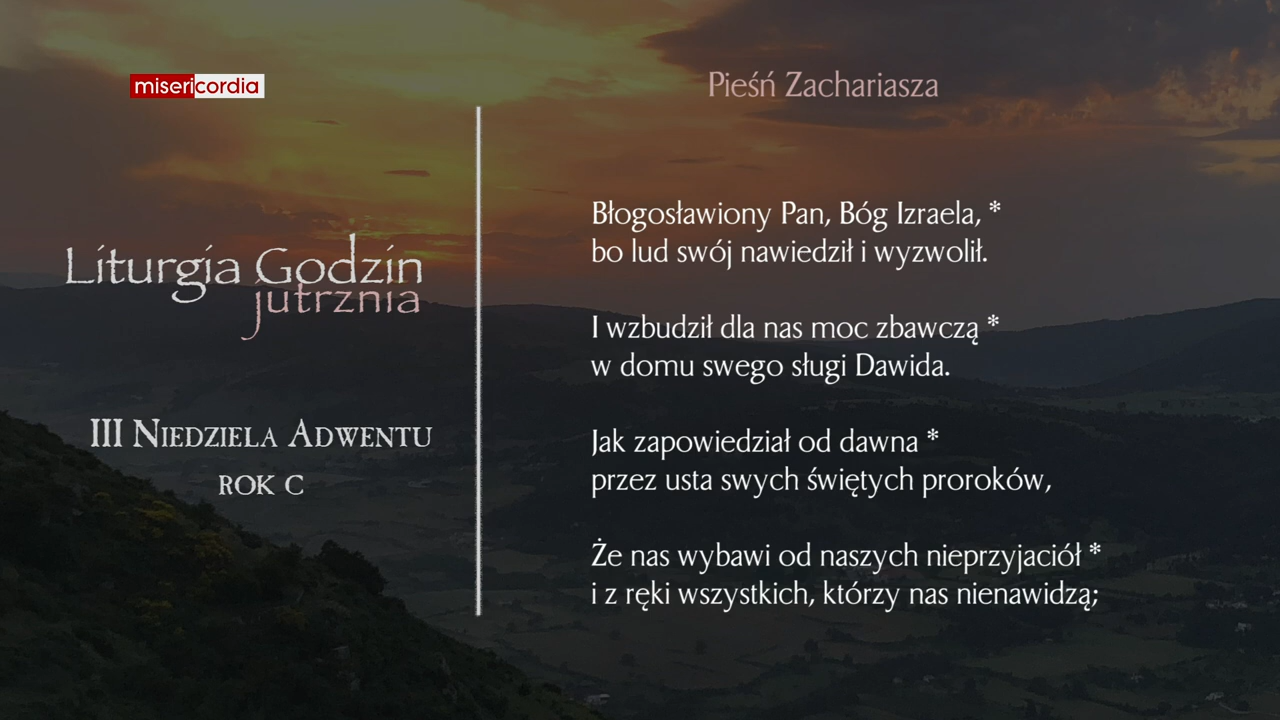 misericordia
Liturgia Godzin
jutrznia
III Niedziela Adwentu
rok C
Pieśń Zachariasza
Błogosławiony Pan, Bóg Izraela, *
bo lud swój nawiedził i wyzwolił.
I wzbudził dla nas moc zbawczą *
w domu swego sługi Dawida.
Jak zapowiedział od dawna *
przez usta swych świętych proroków,
Że nas wybawi od naszych nieprzyjaciół *
i z ręki wszystkich, którzy nas nienawidzą;